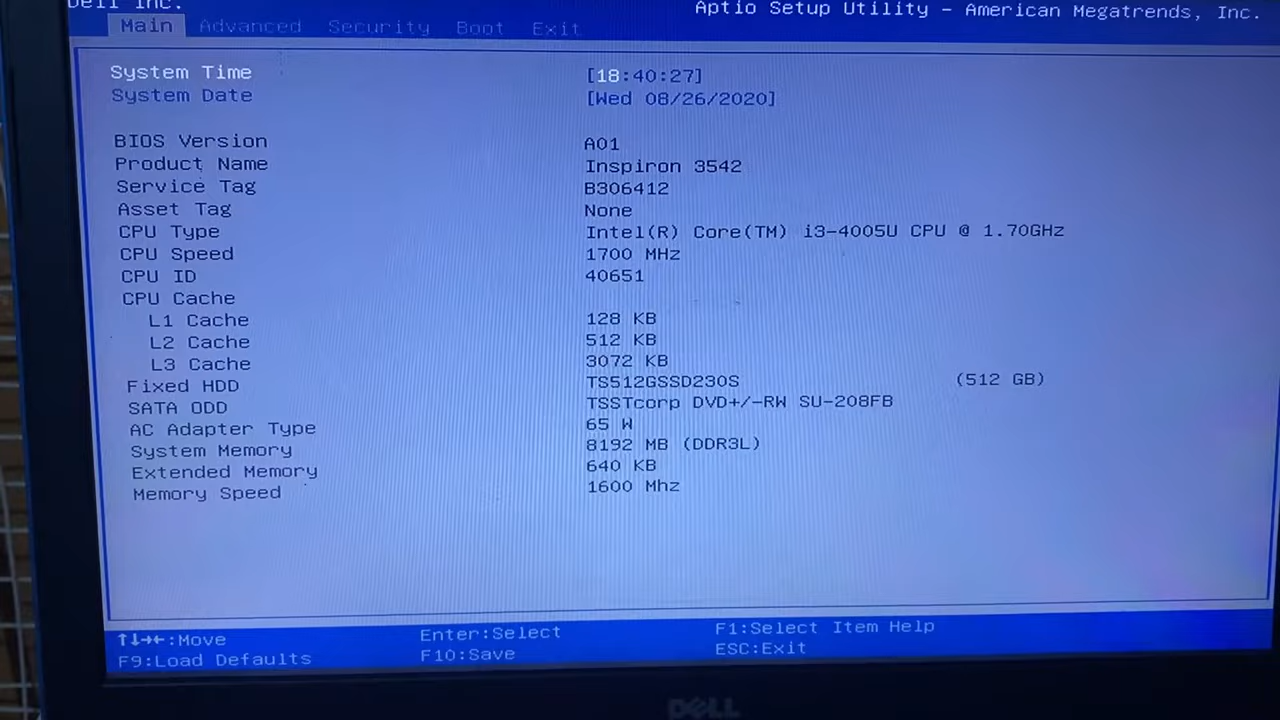 Dell Inc.
Aptio Setup Utility - American Megatrends, Inc.
Main Advanced Security Boot Exit
System Time [18:40:27]
System Date [Wed 08/26/2020]
BIOS Version A01
Product Name Inspiron 3542
Service Tag B306412
Asset Tag None
CPU Type Intel(R) Core(TM) i3-4005U CPU @ 1.70GHz
CPU Speed 1700 MHz
CPU ID 40651
CPU Cache
L1 Cache 128 KB
L2 Cache 512 KB
L3 Cache 3072 KB
Fixed HDD TS512GSSD230S (512 GB)
SATA ODD TSSTcorp DVD+/-RW SU-208FB
AC Adapter Type 65 W
System Memory 8192 MB (DDR3L)
Extended Memory 640 KB
Memory Speed 1600 Mhz
↑↓→←:Move Enter:Select F1:Select Item Help
F9:Load Defaults F10:Save ESC:Exit
DELL